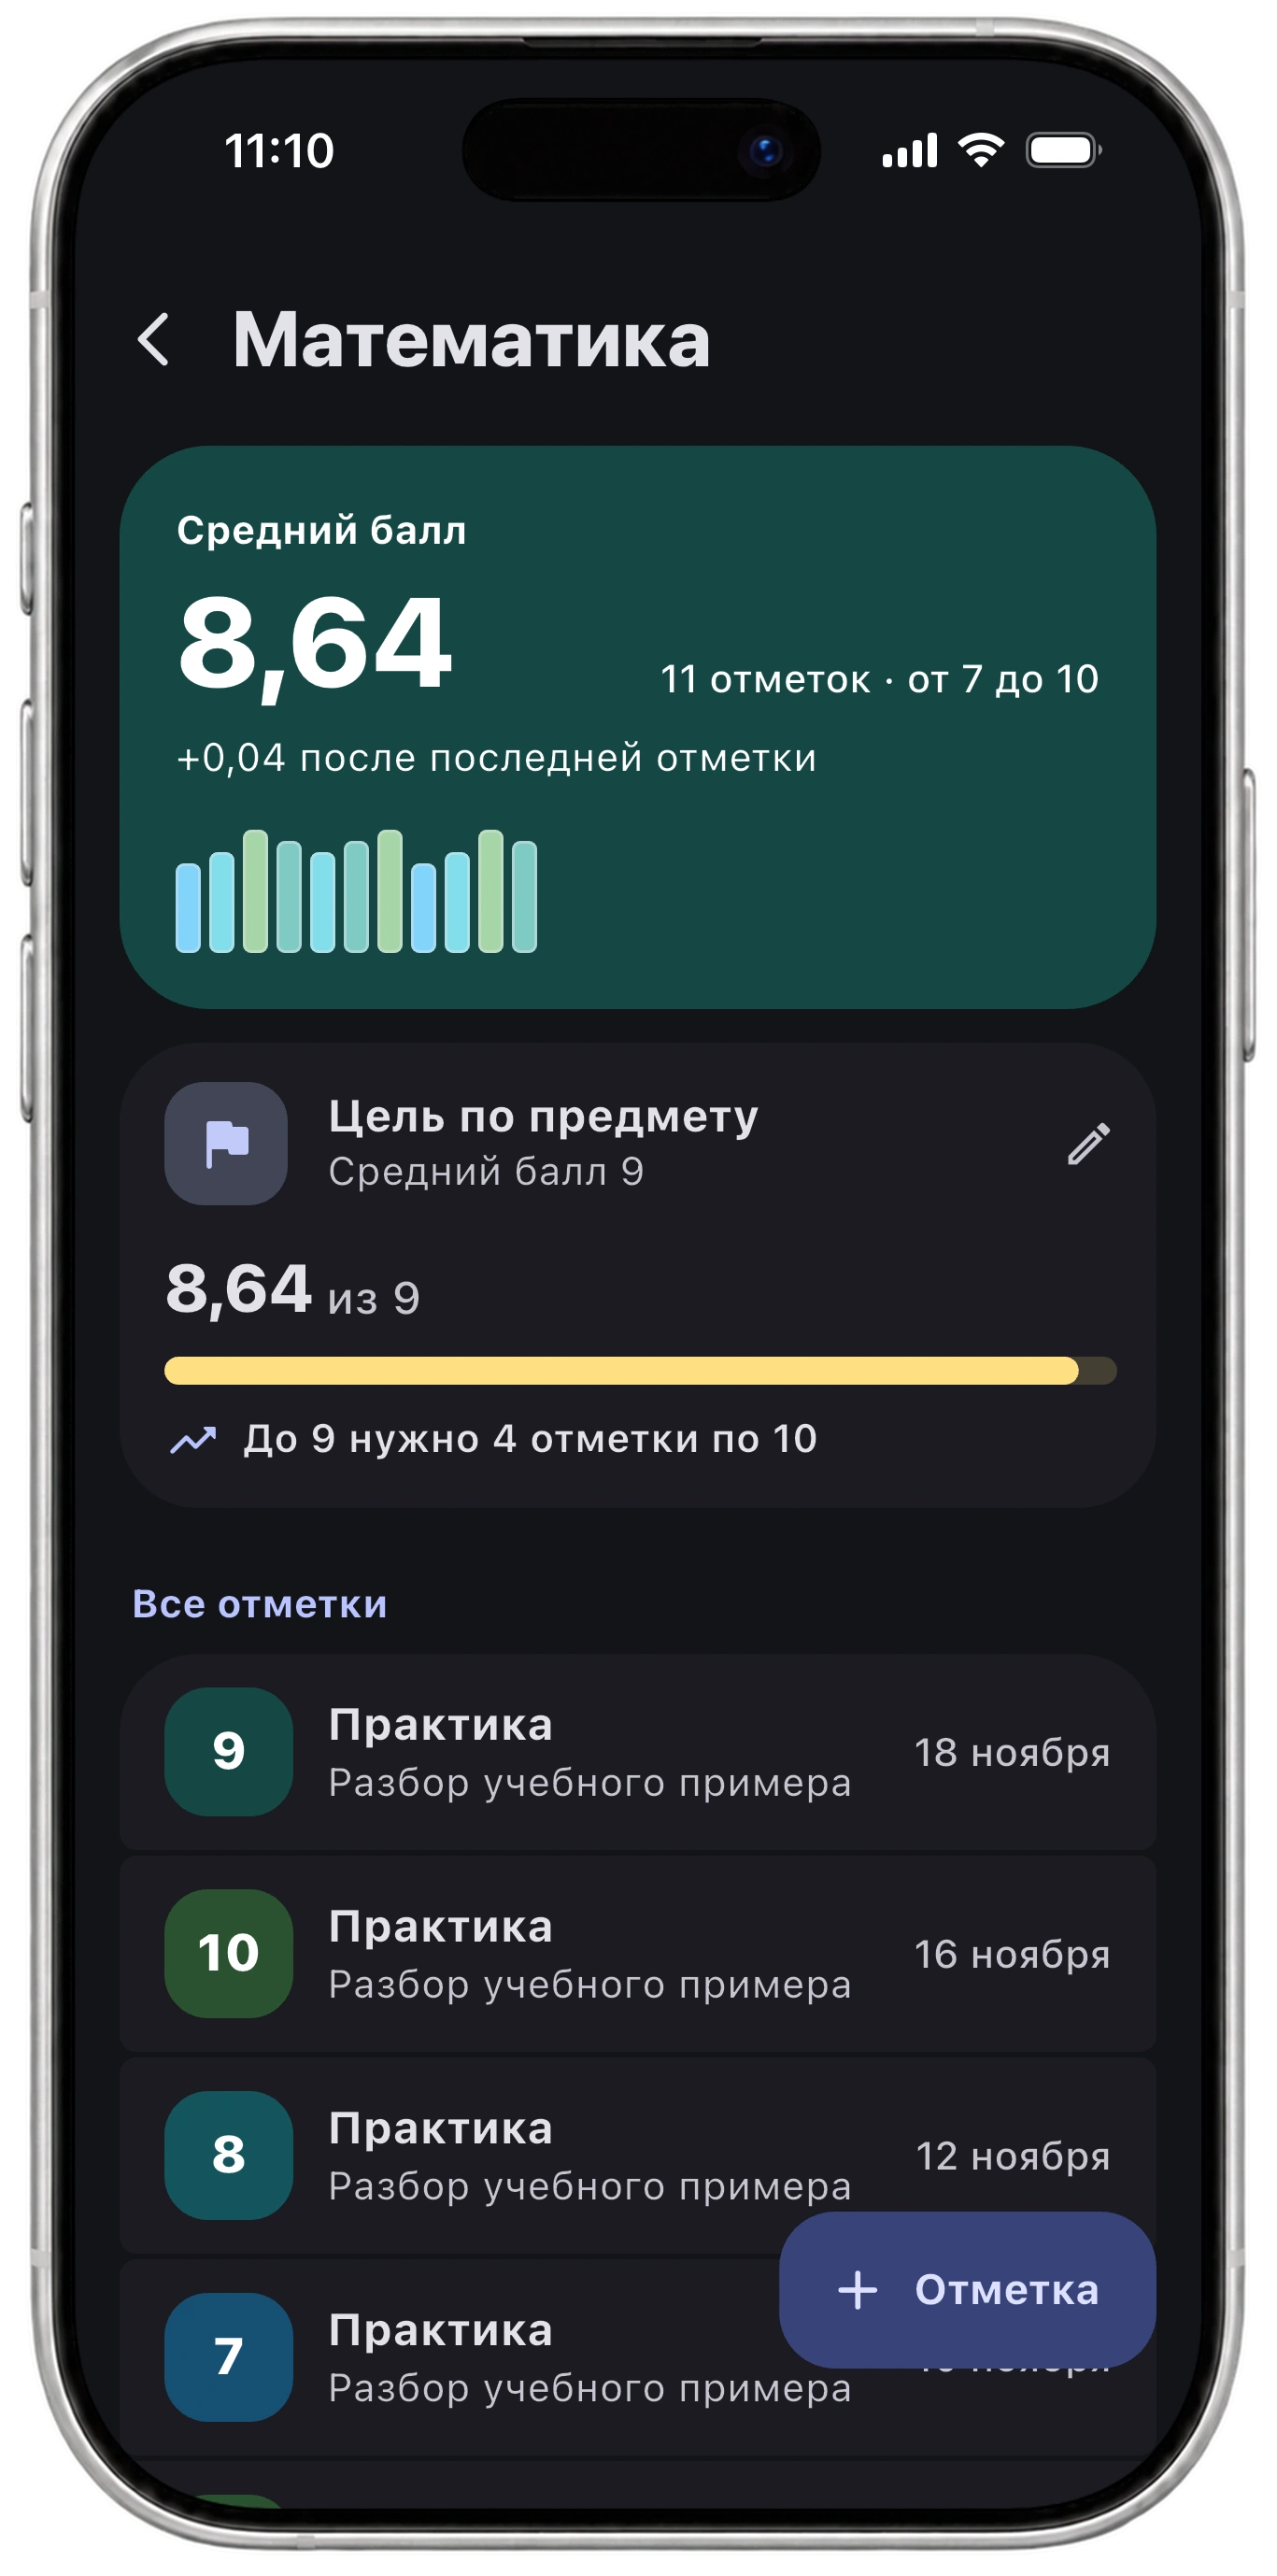 11:10
Математика
Средний балл
8,64
11 отметок · от 7 до 10
+0,04 после последней отметки
Цель по предмету
Средний балл 9
8,64 из 9
До 9 нужно 4 отметки по 10
Все отметки
9
Практика
Разбор учебного примера
18 ноября
10
Практика
Разбор учебного примера
16 ноября
8
Практика
Разбор учебного примера
12 ноября
7
Практика
Разбор учебного примера
Отметка